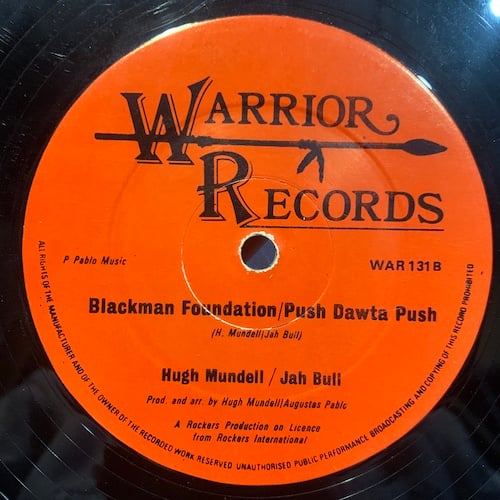 WARRIOR
RECORDS
P Pablo Music
WAR 131B
Blackman Foundation/Push Dawta Push
(H. Mundell/Jah Bull)
Hugh Mundell / Jah Bull
Prod. and arr. by Hugh Mundell/Augustas Pablo
A Rockers Production on Licence
from Rockers International
ALL RIGHTS OF THE MANUFACTURER AND OF THE OWNER OF THE RECORDED WORK RESERVED UNAUTHORISED PUBLIC PERFORMANCE BROADCASTING AND COPYING OF THIS RECORD PROHIBITED